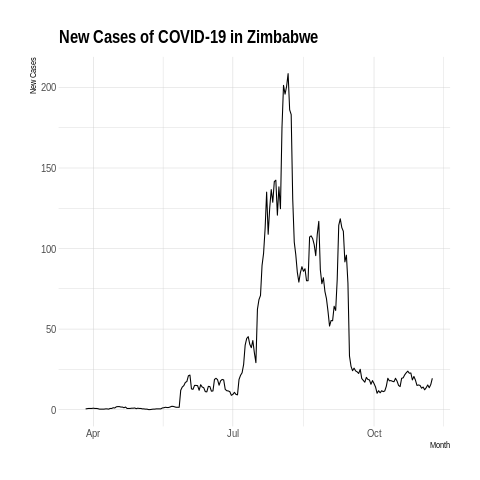 New Cases of COVID-19 in Zimbabwe
New Cases
200
150
100
50
0
Apr
Jul
Oct
Month